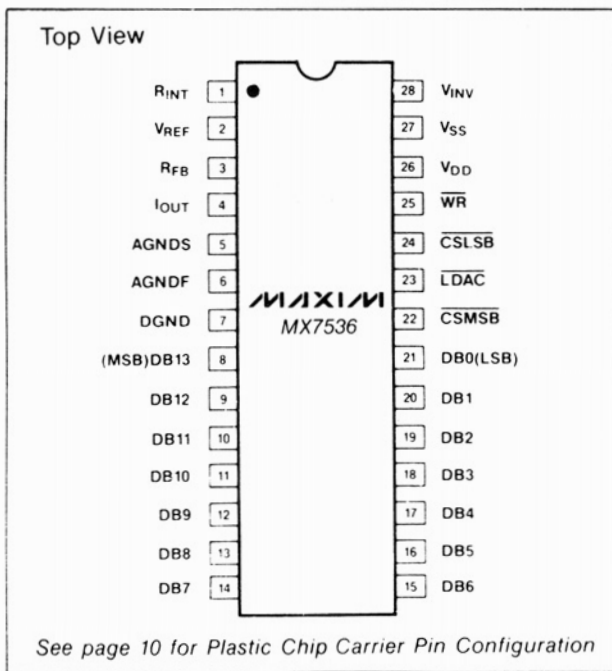 Top View
RINT 1 28 VINV
VREF 2 27 VSS
RFB 3 26 VDD
IOUT 4 25 WR
AGNDS 5 24 CSLSB
AGNDF 6 23 LDAC
MAXIM
DGND 7 22 CSMSB
MX7536
(MSB)DB13 8 21 DB0(LSB)
DB12 9 20 DB1
DB11 10 19 DB2
DB10 11 18 DB3
DB9 12 17 DB4
DB8 13 16 DB5
DB7 14 15 DB6
See page 10 for Plastic Chip Carrier Pin Configuration